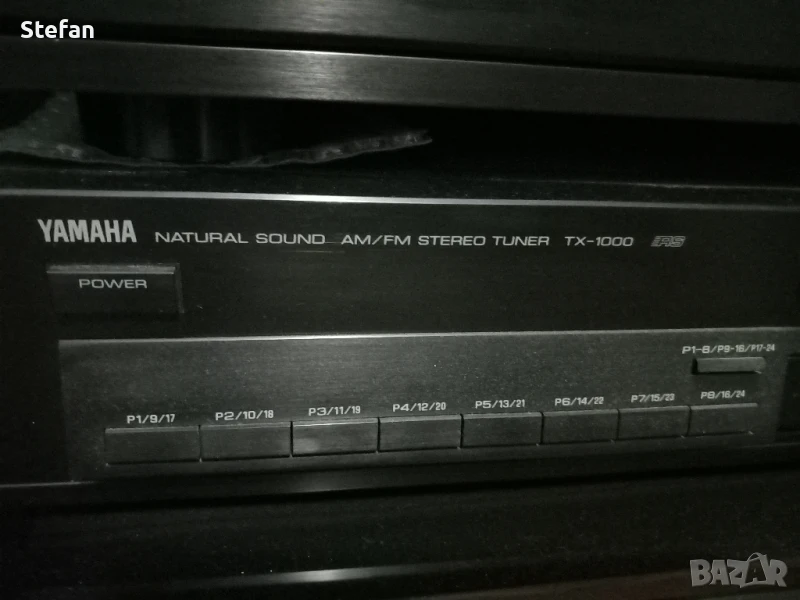 Stefan
YAMAHA NATURAL SOUND AM/FM STEREO TUNER TX-1000 RS
POWER
P1-8/P9-16/P17-24
P1/9/17 P2/10/18 P3/11/19 P4/12/20 P5/13/21 P6/14/22 P7/15/23 P8/16/24
BAZAR